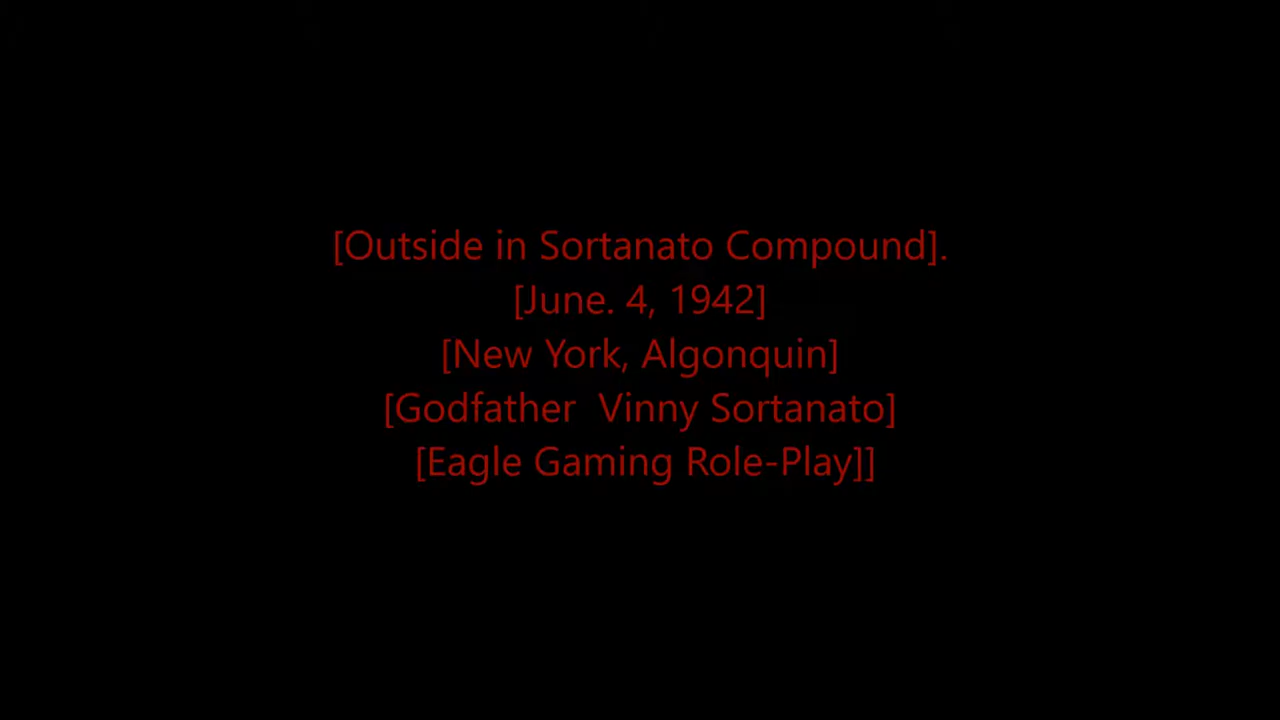 [Outside in Sortanato Compound].
[June. 4, 1942]
[New York, Algonquin]
[Godfather  Vinny Sortanato]
[Eagle Gaming Role-Play]]